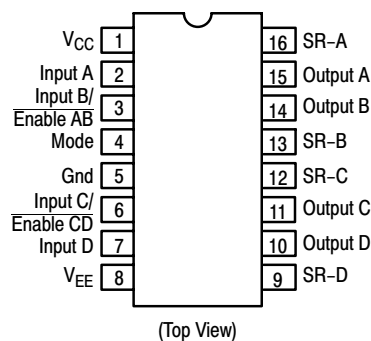 VCC 1
Input A 2
Input B/
Enable AB 3
Mode 4
Gnd 5
Input C/
Enable CD 6
Input D 7
VEE 8
16 SR–A
15 Output A
14 Output B
13 SR–B
12 SR–C
11 Output C
10 Output D
9 SR–D
(Top View)